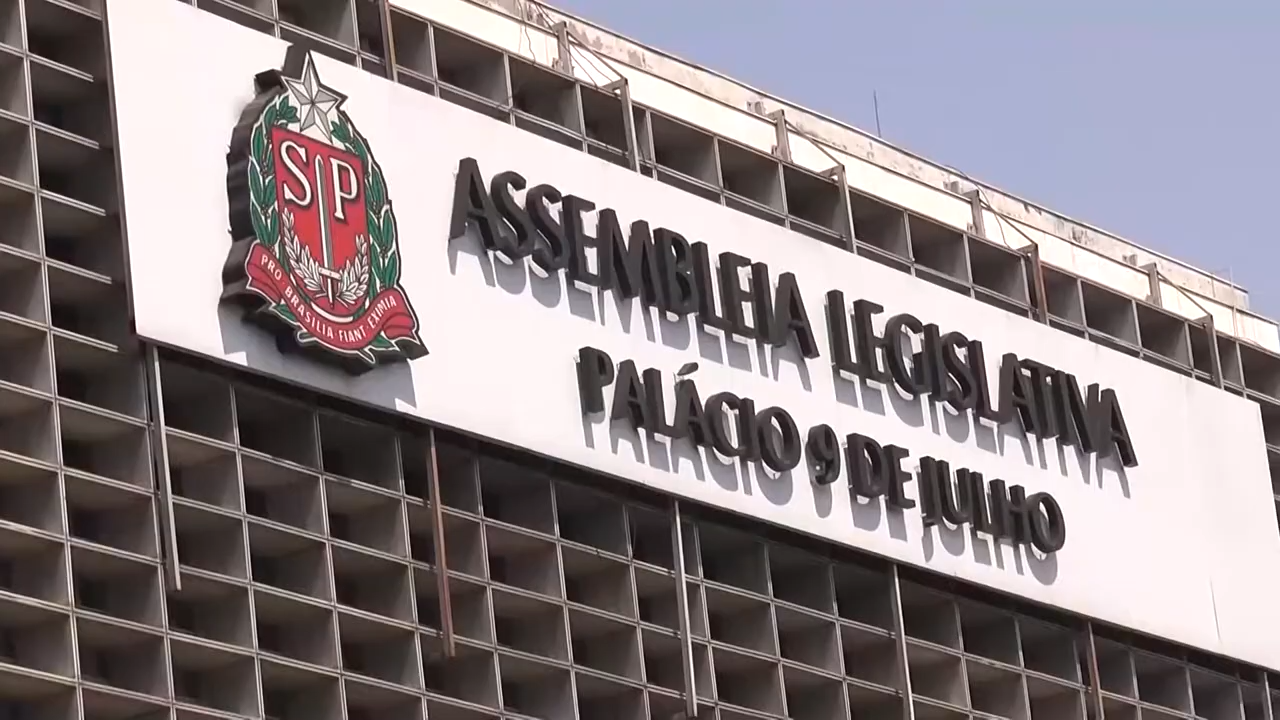 SP
PRO·BRASILIA·FIANT·EXIMIA
ASSEMBLEIA LEGISLATIVA
PALÁCIO 9 DE JULHO